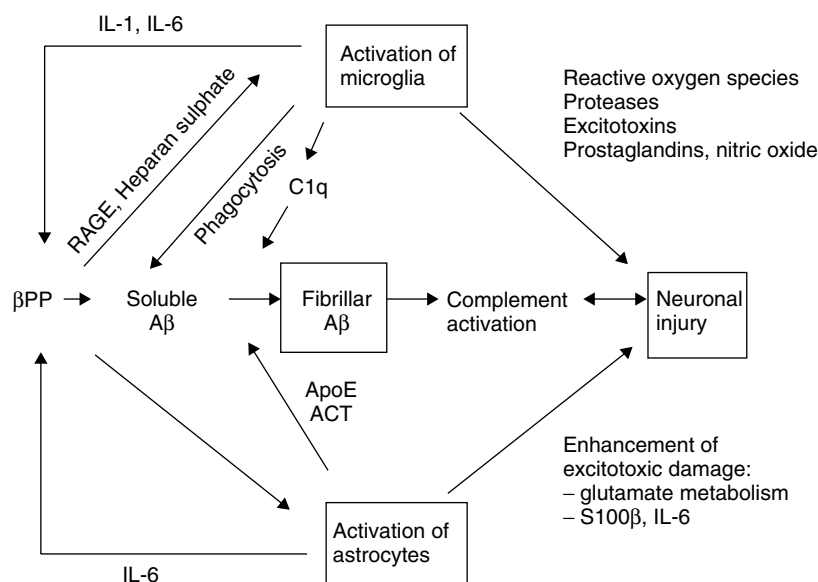 IL-1, IL-6
Activation of
microglia
Reactive oxygen species
Proteases
Excitotoxins
Prostaglandins, nitric oxide
RAGE, Heparan sulphate
Phagocytosis
C1q
βPP
Soluble
Aβ
Fibrillar
Aβ
Complement
activation
Neuronal
injury
ApoE
ACT
Enhancement of
excitotoxic damage:
– glutamate metabolism
– S100β, IL-6
Activation of
astrocytes
IL-6